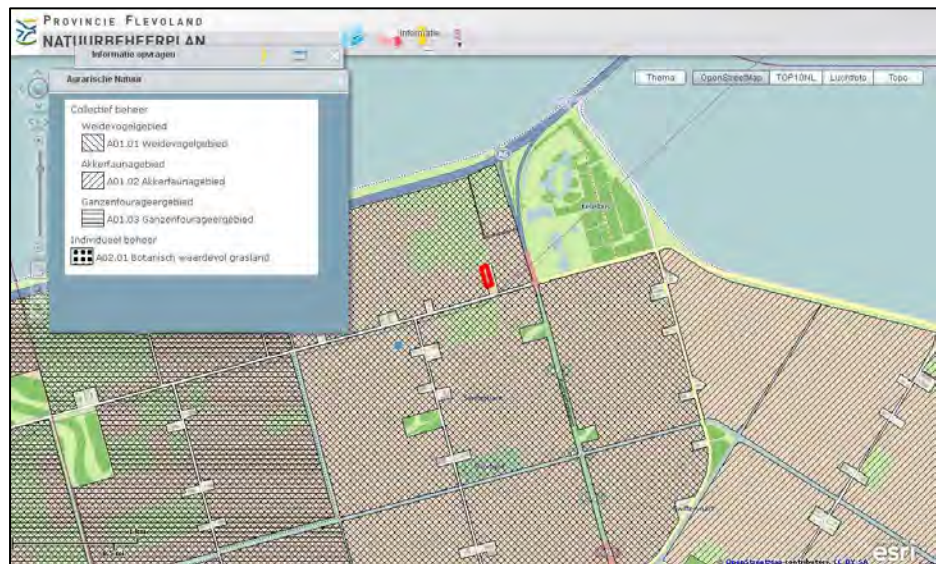 PROVINCIE FLEVOLAND
NATUURBEHEERPLAN
Informatie
Informatie opvragen
Agrarische Natuur
Thema
OpenStreetMap
TOP10NL
Luchtfoto
Topo
Collectief beheer
Weidevogelgebied
A01.01 Weidevogelgebied
Akkerfaunagebied
A01.02 Akkerfaunagebied
Ganzenfourageergebied
A01.03 Ganzenfourageergebied
Individueel beheer
A02.01 Botanisch waardevol grasland
esri
© OpenStreetMap contributors, CC-BY-SA